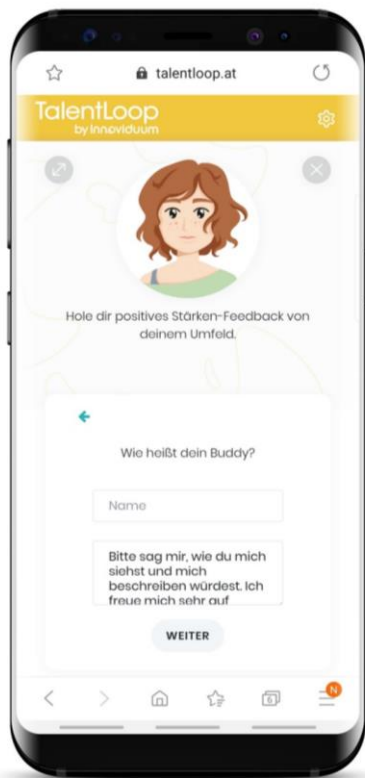 talentloop.at
TalentLoop
by innoviduum
Hole dir positives Stärken-Feedback von
deinem Umfeld.
Wie heißt dein Buddy?
Name
Bitte sag mir, wie du mich
siehst und mich
beschreiben würdest. Ich
freue mich sehr auf
WEITER
6
N